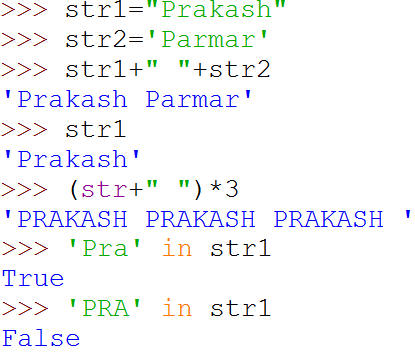 >>> str1="Prakash"
>>> str2='Parmar'
>>> str1+" "+str2
'Prakash Parmar'
>>> str1
'Prakash'
>>> (str+" ")*3
'PRAKASH PRAKASH PRAKASH '
>>> 'Pra' in str1
True
>>> 'PRA' in str1
False